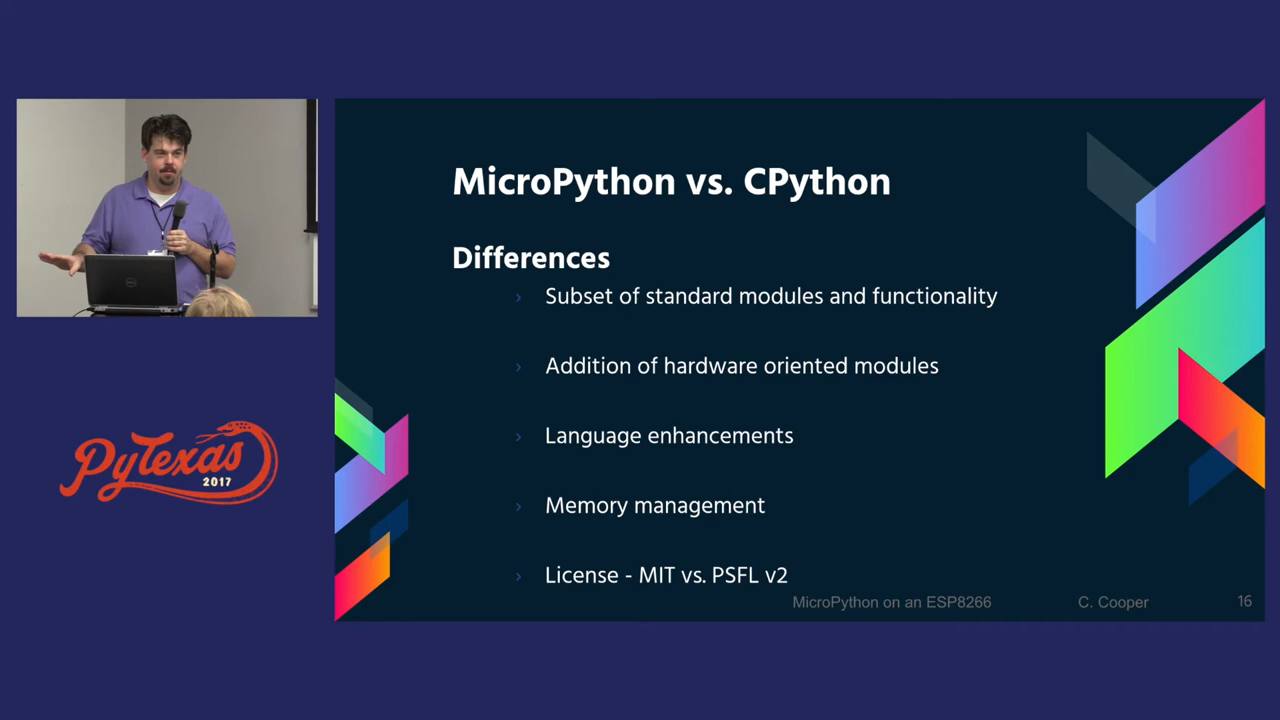 MicroPython vs. CPython
Differences
› Subset of standard modules and functionality
› Addition of hardware oriented modules
› Language enhancements
› Memory management
› License - MIT vs. PSFL v2
MicroPython on an ESP8266 C. Cooper 16
PyTexas
2017